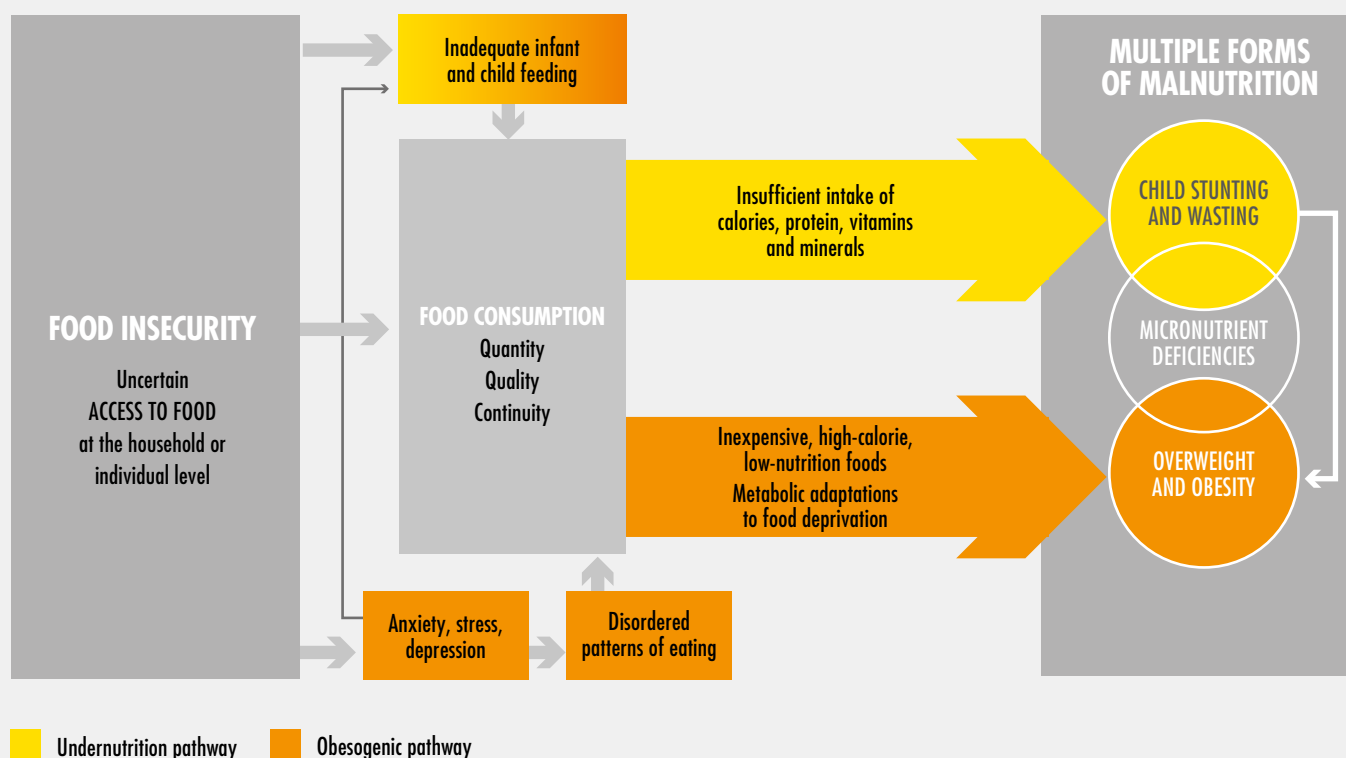 Inadequate infant
and child feeding
MULTIPLE FORMS
OF MALNUTRITION
CHILD STUNTING
AND WASTING
Insufficient intake of
calories, protein, vitamins
and minerals
FOOD INSECURITY
Uncertain
ACCESS TO FOOD
at the household or
individual level
FOOD CONSUMPTION
Quantity
Quality
Continuity
MICRONUTRIENT
DEFICIENCIES
Inexpensive, high-calorie,
low-nutrition foods
Metabolic adaptations
to food deprivation
OVERWEIGHT
AND OBESITY
Anxiety, stress,
depression
Disordered
patterns of eating
Undernutrition pathway
Obesogenic pathway